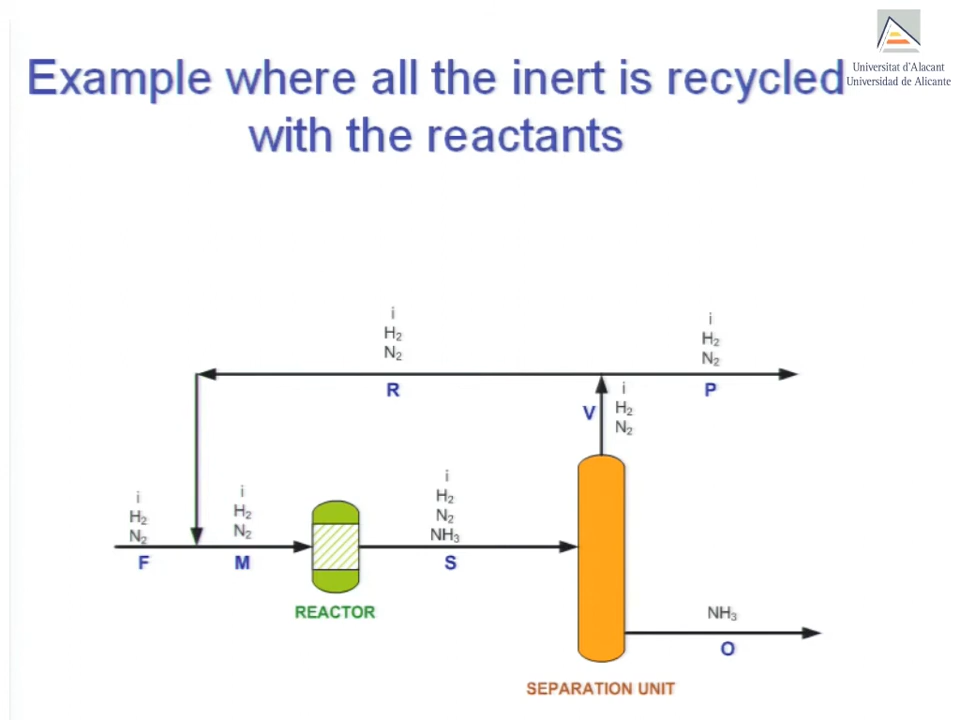 Universitat d'Alacant
Universidad de Alicante
Example where all the inert is recycled
with the reactants
i
H₂
N₂
R
i
H₂
N₂
P
V
i
H₂
N₂
i
H₂
N₂
F
i
H₂
N₂
M
i
H₂
N₂
NH₃
S
REACTOR
NH₃
O
SEPARATION UNIT